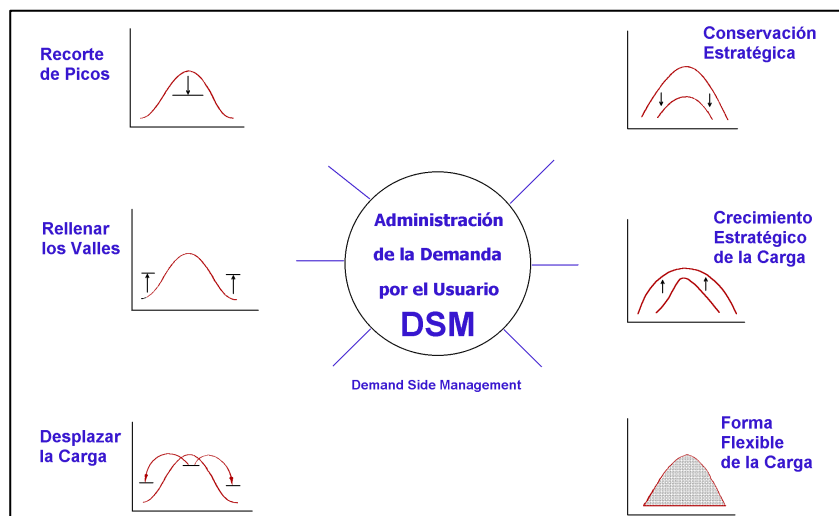 Recorte
de Picos
Conservación
Estratégica
Rellenar
los Valles
Administración
de la Demanda
por el Usuario
DSM
Demand Side Management
Crecimiento
Estratégico
de la Carga
Desplazar
la Carga
Forma
Flexible
de la Carga